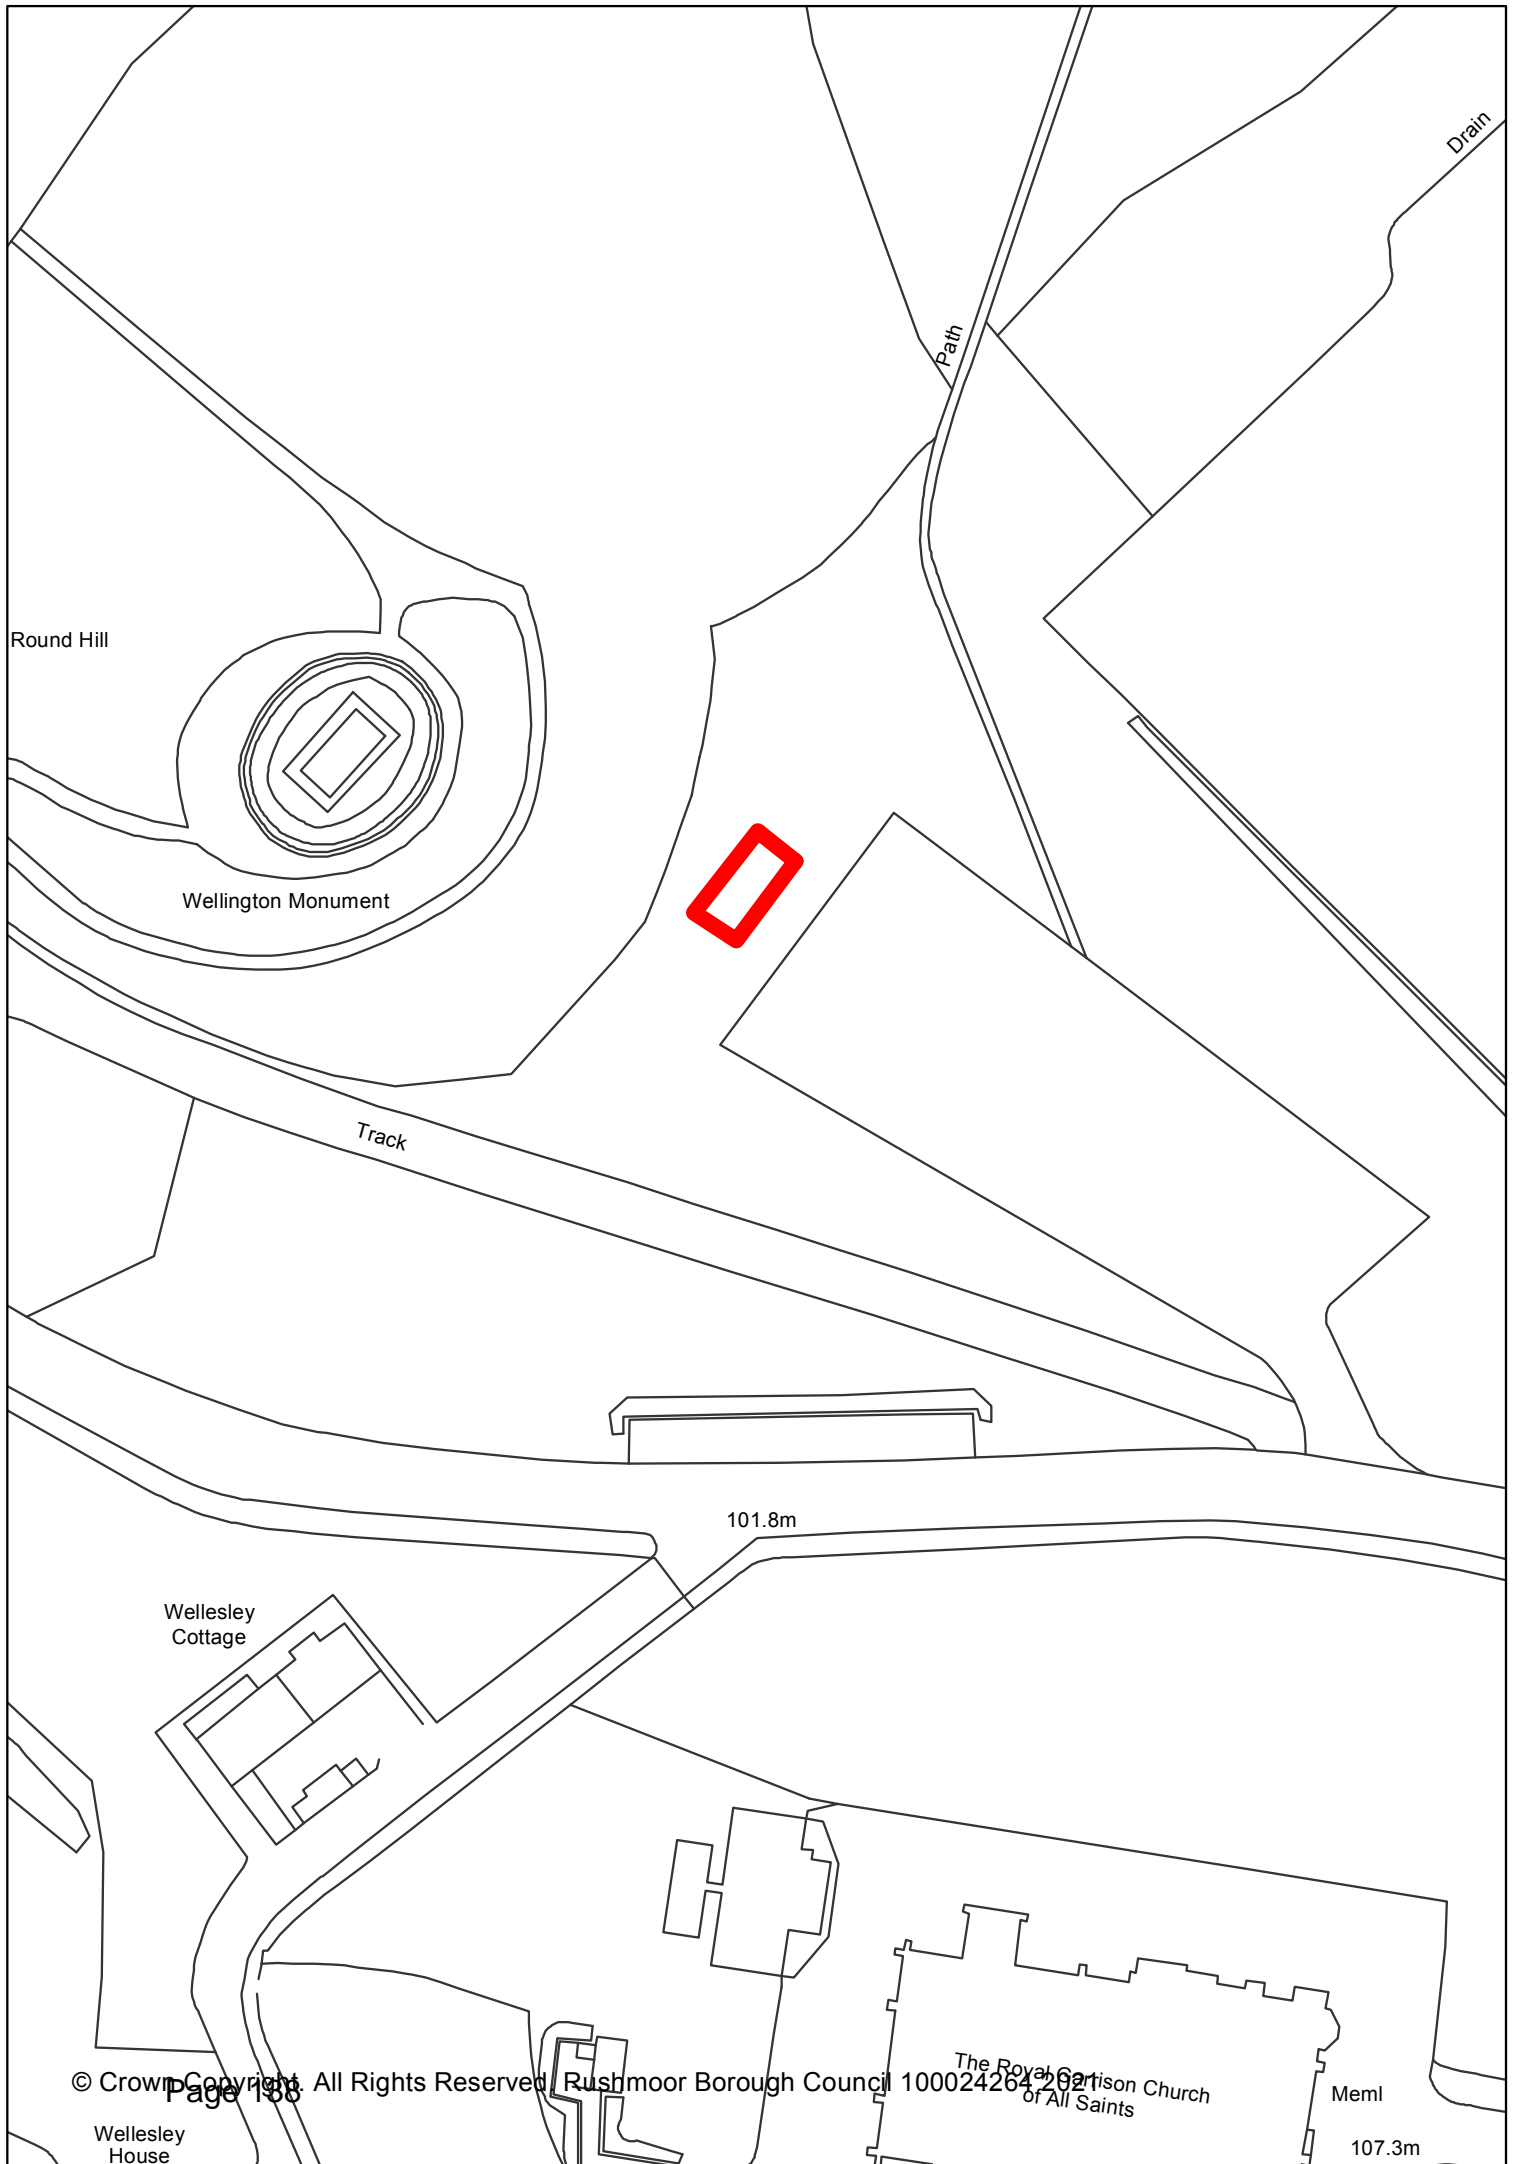 Drain
Path
Round Hill
Wellington Monument
Track
101.8m
Wellesley
Cottage
The Royal Garrison Church
of All Saints
© Crown Copyright. All Rights Reserved. Rushmoor Borough Council 100024264 2021
Page 188
Meml
Wellesley
House
107.3m